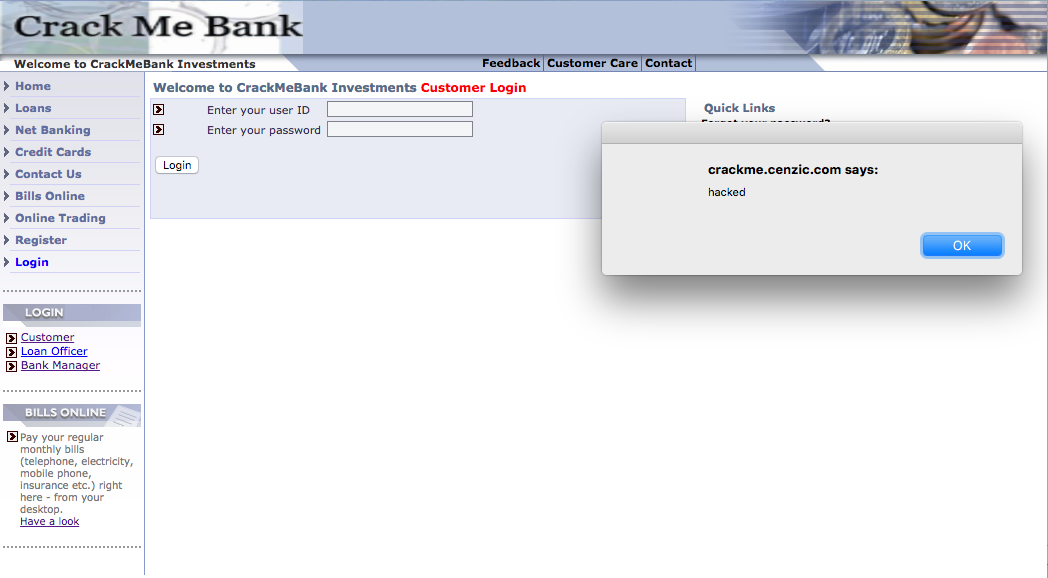 Crack Me Bank
Welcome to CrackMeBank Investments
Feedback Customer Care Contact
Home
Loans
Net Banking
Credit Cards
Contact Us
Bills Online
Online Trading
Register
Login
LOGIN
Customer
Loan Officer
Bank Manager
BILLS ONLINE
Pay your regular
monthly bills
(telephone, electricity,
mobile phone,
insurance etc.) right
here - from your
desktop.
Have a look
Welcome to CrackMeBank Investments Customer Login
Enter your user ID
Enter your password
Login
Quick Links
Forgot your password?
crackme.cenzic.com says:
hacked
OK